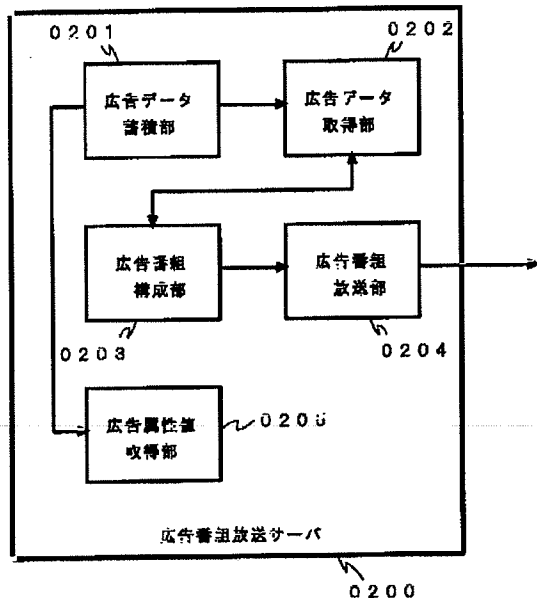 0201
0202
広告データ
蓄積部
広告データ
取得部
広告番組
構成部
広告番組
放送部
0203
0204
広告属性値
取得部
広告番組放送サーバ
0200